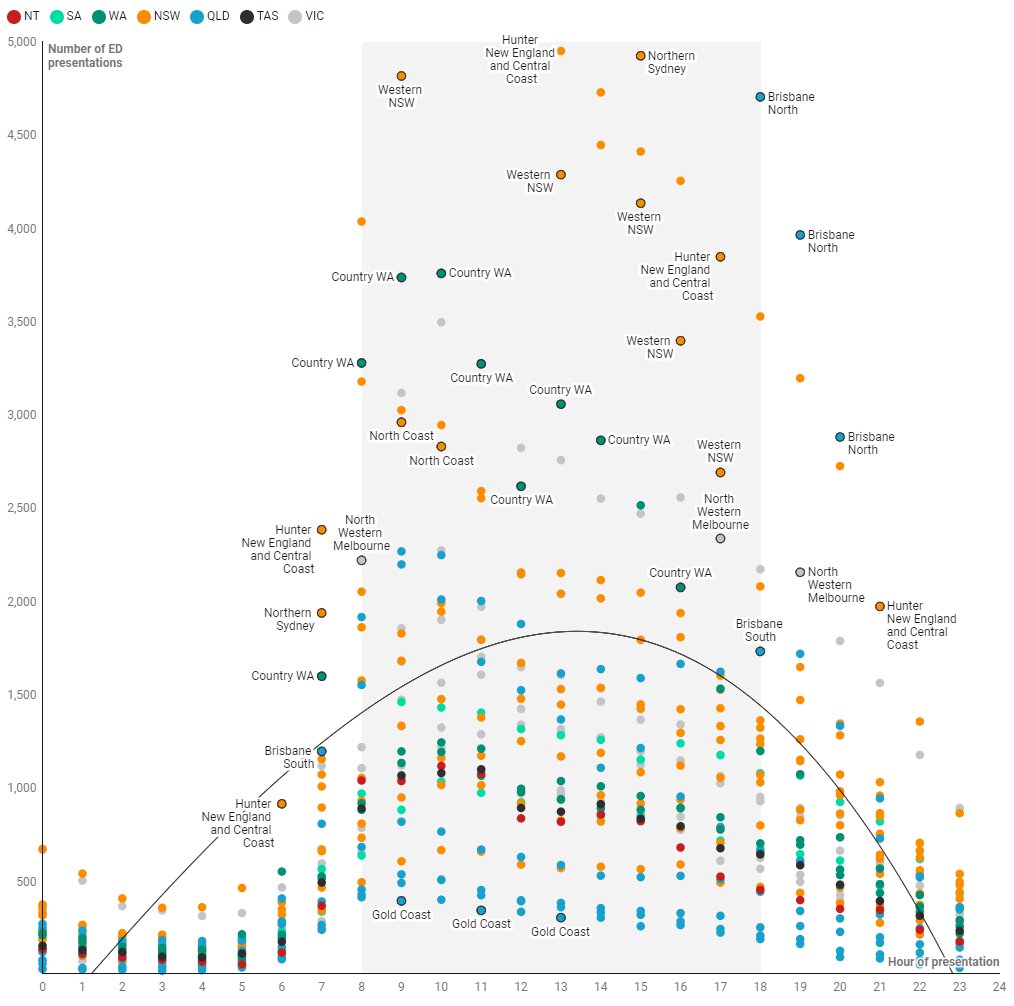 NT SA WA NSW QLD TAS VIC
5,000
Number of ED
presentations
Hunter
New England
and Central
Coast
Northern
Sydney
Western
NSW
Brisbane
North
4,500
Western
NSW
Western
NSW
4,000
Brisbane
North
Hunter
New England
and Central
Coast
Country WA
Country WA
3,500
Western
NSW
Country WA
Country WA
Country WA
3,000
North Coast
Country WA
Brisbane
North
North Coast
Western
NSW
2,500
Country WA
North
Western
Melbourne
Hunter
New England
and Central
Coast
North
Western
Melbourne
Country WA
North
Western
Melbourne
2,000
Northern
Sydney
Hunter
New England
and Central
Coast
Brisbane
South
Country WA
1,500
Brisbane
South
1,000
Hunter
New England
and Central
Coast
500
Gold Coast
Gold Coast
Gold Coast
Hour of presentation
0 1 2 3 4 5 6 7 8 9 10 11 12 13 14 15 16 17 18 19 20 21 22 23 24